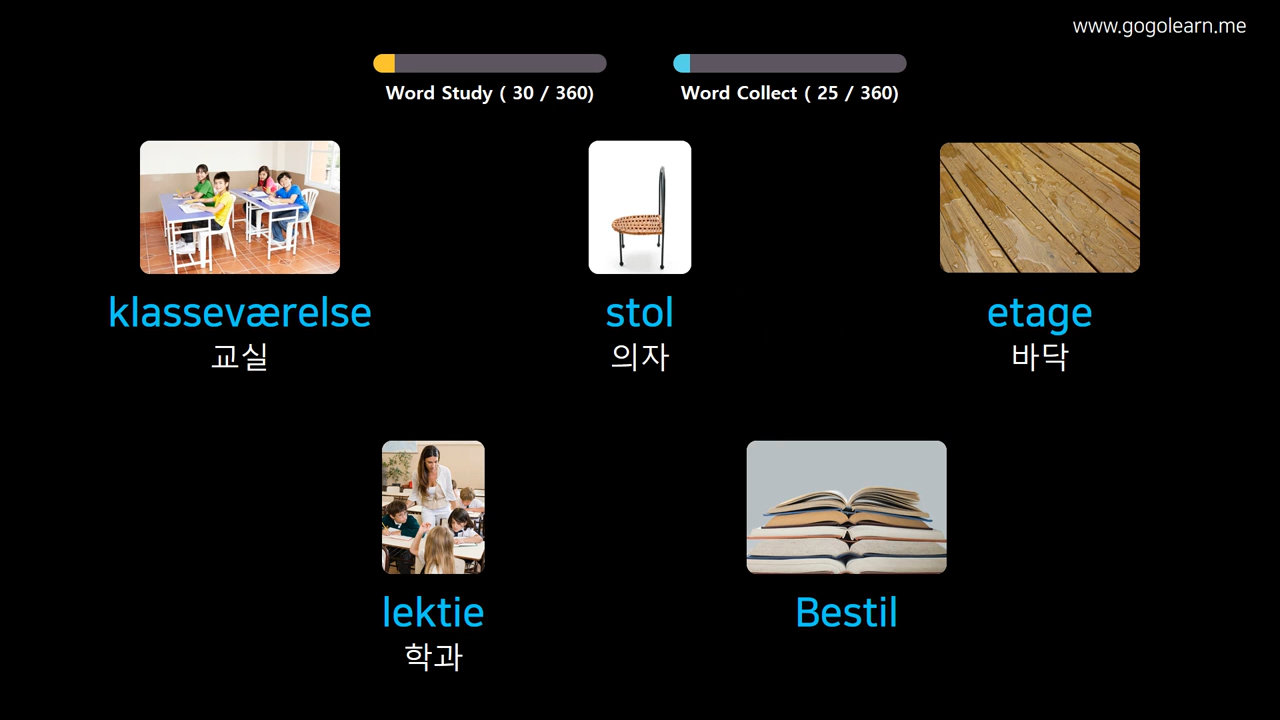 www.gogolearn.me
Word Study ( 30 / 360)
Word Collect ( 25 / 360)
klasseværelse
교실
stol
의자
etage
바닥
lektie
학과
Bestil